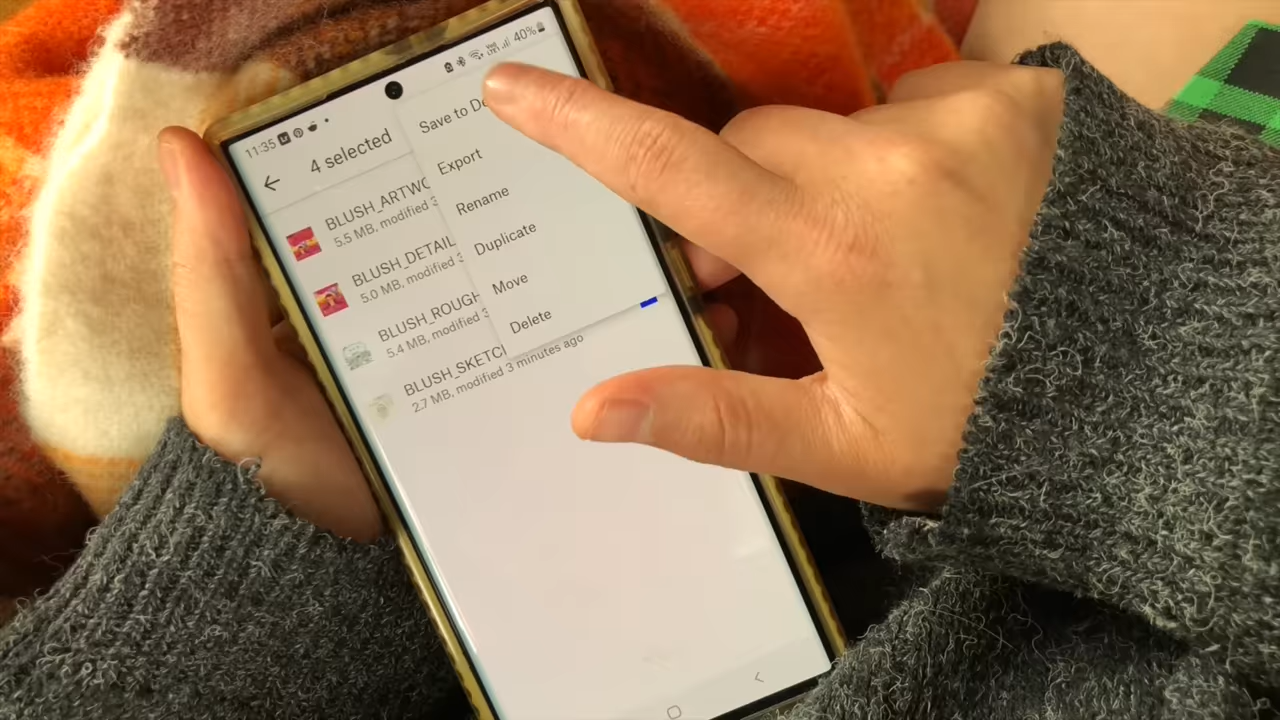 11:35
40%
4 selected
Save to
Export
Rename
Duplicate
Move
Delete
BLUSH_ARTWO
5.5 MB, modified 3
BLUSH_DETAIL
5.0 MB, modified 3
BLUSH_ROUGH
5.4 MB, modified 3
BLUSH_SKETC
2.7 MB, modified 3 minutes ago